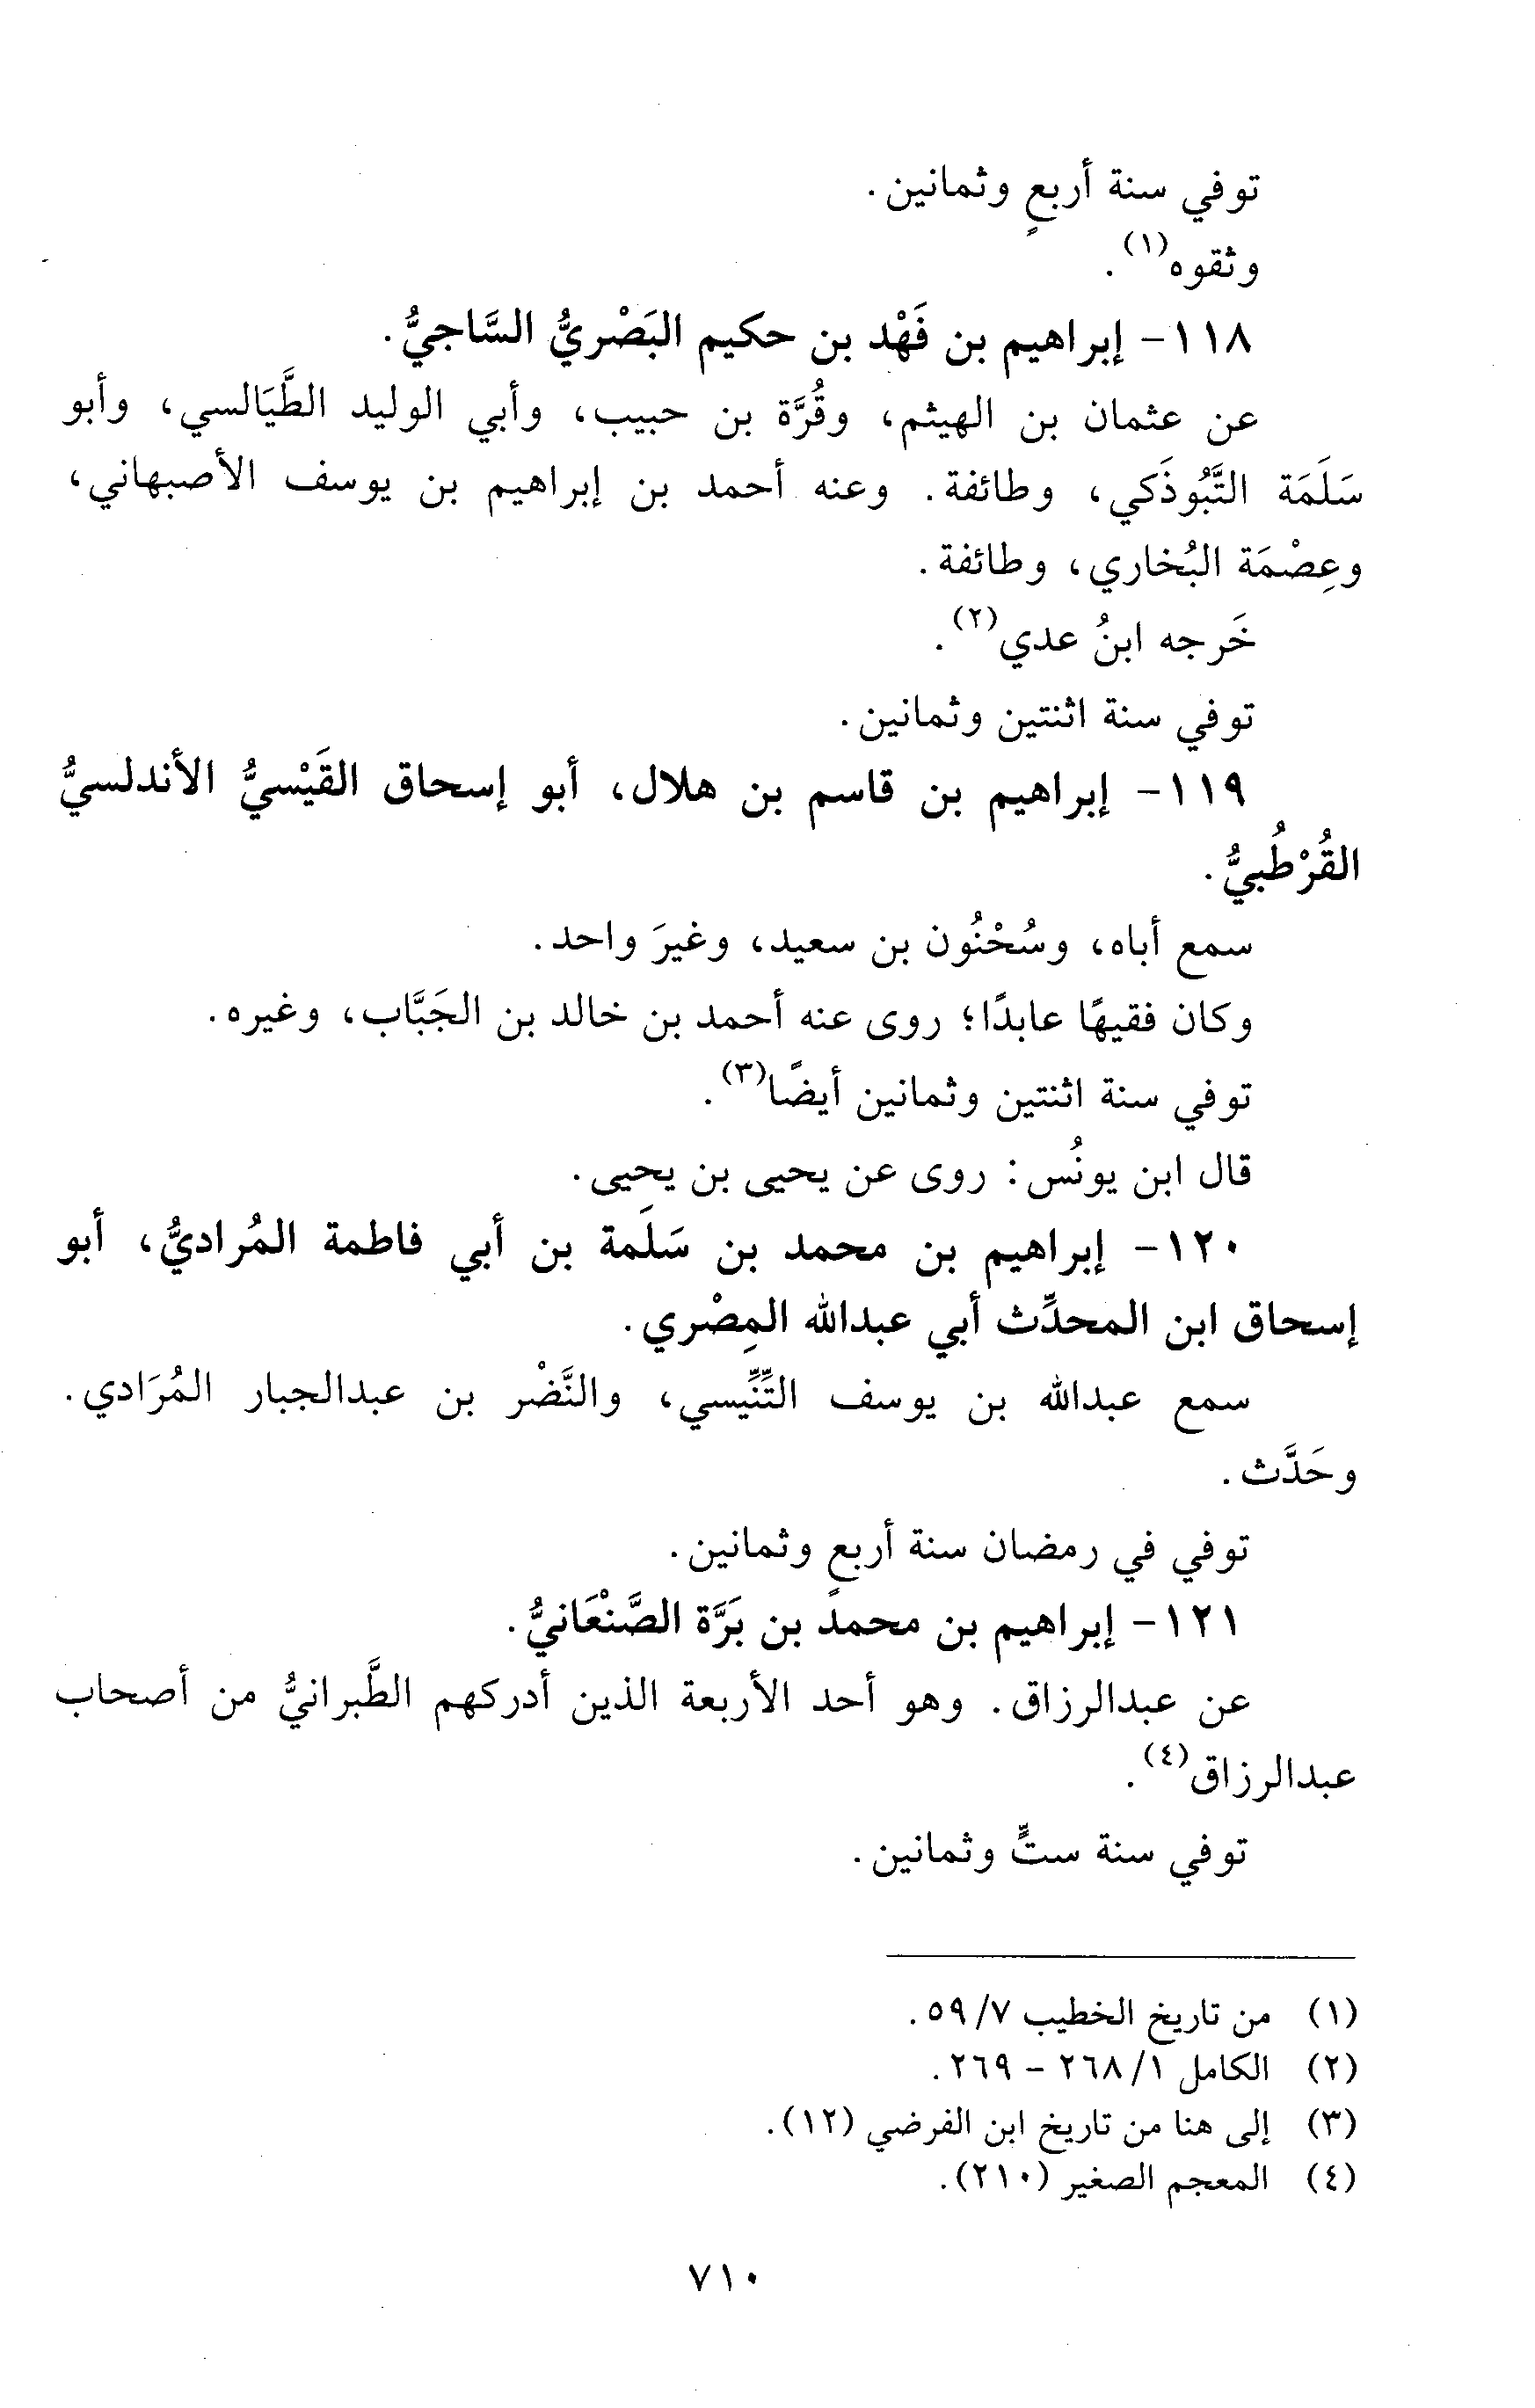 توفي سنة أربعٍ وثمانين.
وثقوه(١).
١١٨- إبراهيم بن فَهْد بن حكيم البَصْريُّ السَّاجيُّ.
عن عثمان بن الهيثم، وقُرَّة بن حبيب، وأبي الوليد الطَّيَالسي، وأبو
سَلَمَة التَّبُوذَكي، وطائفة. وعنه أحمد بن إبراهيم بن يوسف الأصبهاني،
وعِصْمَة البُخاري، وطائفة.
خَرجه ابنُ عدي(٢).
توفي سنة اثنتين وثمانين.
١١٩- إبراهيم بن قاسم بن هلال، أبو إسحاق القَيْسيُّ الأندلسيُّ
القُرْطُبيُّ.
سمع أباه، وسُحْنُون بن سعيد، وغيرَ واحد.
وكان فقيهًا عابدًا؛ روى عنه أحمد بن خالد بن الجَبَّاب، وغيره.
توفي سنة اثنتين وثمانين أيضًا(٣).
قال ابن يونُس: روى عن يحيى بن يحيى.
١٢٠- إبراهيم بن محمد بن سَلَمة بن أبي فاطمة المُراديُّ، أبو
إسحاق ابن المحدِّث أبي عبدالله المِصْري.
سمع عبدالله بن يوسف التِّنِّيسي، والنَّضْر بن عبدالجبار المُرَادي.
وحَدَّث.
توفي في رمضان سنة أربعٍ وثمانين.
١٢١- إبراهيم بن محمد بن بَرَّة الصَّنْعَانيُّ.
عن عبدالرزاق. وهو أحد الأربعة الذين أدركهم الطَّبرانيُّ من أصحاب
عبدالرزاق(٤).
توفي سنة ستٍّ وثمانين.
(١) من تاريخ الخطيب ٧/ ٥٩.
(٢) الكامل ١/ ٢٦٨ - ٢٦٩.
(٣) إلى هنا من تاريخ ابن الفرضي (١٢).
(٤) المعجم الصغير (٢١٠).
٧١٠